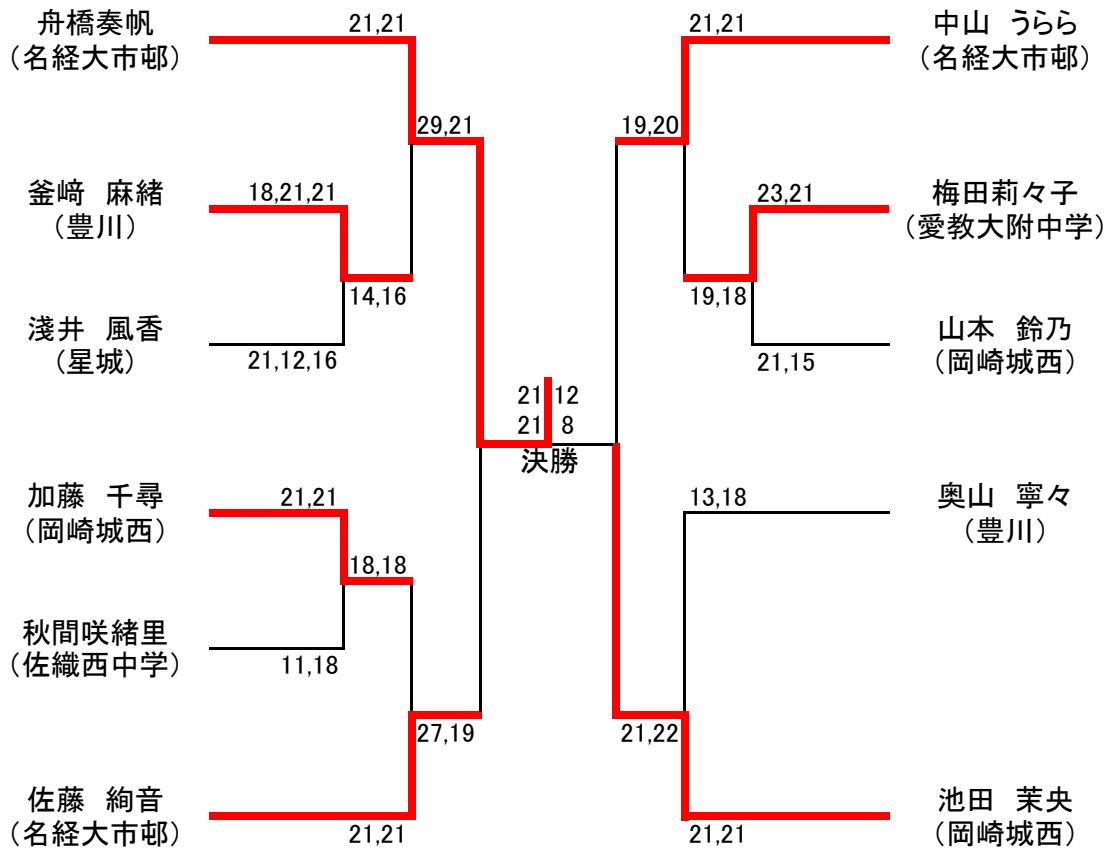 舟橋奏帆
（名経大市邨）
21,21
29,21
釜﨑　麻緒
（豊川）
18,21,21
14,16
淺井　風香
（星城）
21,12,16
加藤　千尋
（岡崎城西）
21,21
18,18
秋間咲緒里
（佐織西中学）
11,18
27,19
佐藤　絢音
（名経大市邨）
21,21
21 12
21 8
決勝
中山　うらら
（名経大市邨）
21,21
19,20
梅田莉々子
（愛教大附中学）
23,21
19,18
山本　鈴乃
（岡崎城西）
21,15
奥山　寧々
（豊川）
13,18
21,22
池田　茉央
（岡崎城西）
21,21